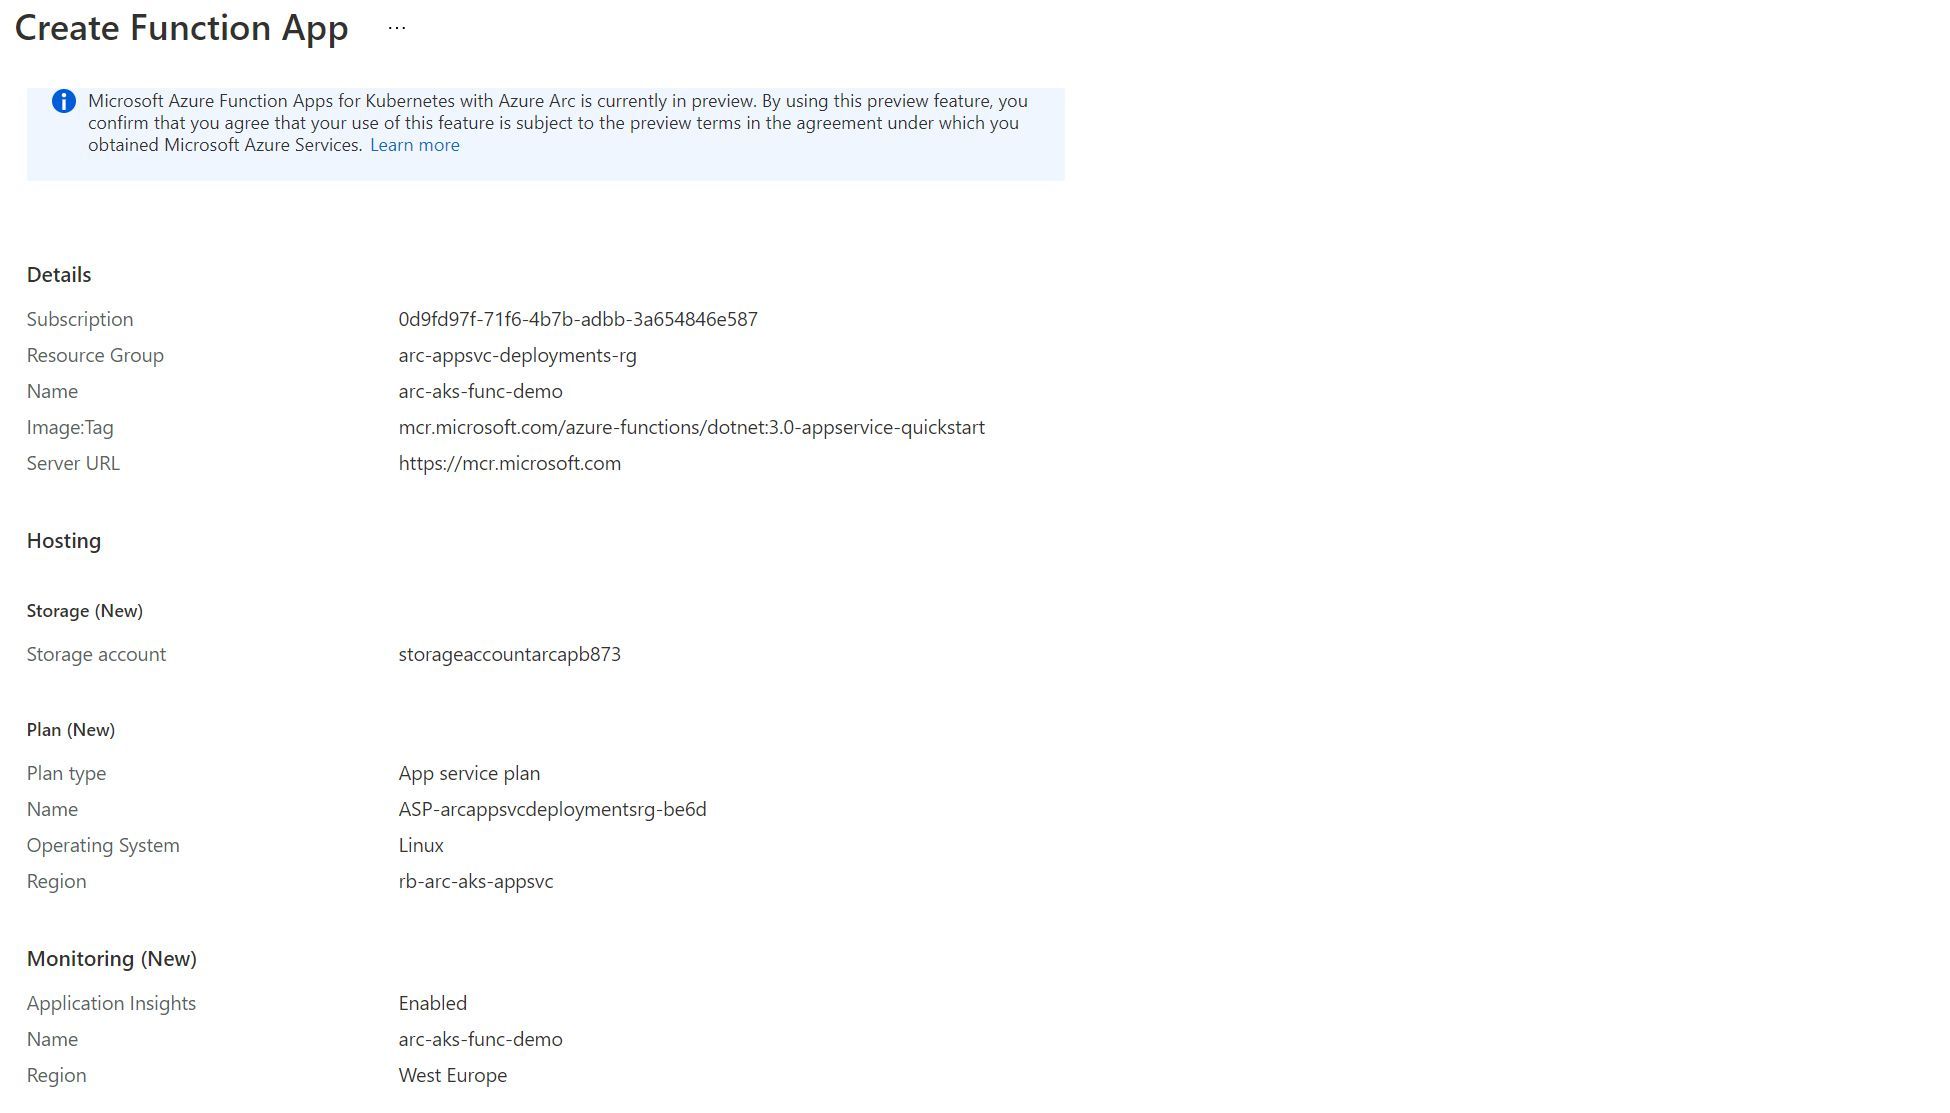 Create Function App ...
Microsoft Azure Function Apps for Kubernetes with Azure Arc is currently in preview. By using this preview feature, you
confirm that you agree that your use of this feature is subject to the preview terms in the agreement under which you
obtained Microsoft Azure Services. Learn more
Details
Subscription 0d9fd97f-71f6-4b7b-adbb-3a654846e587
Resource Group arc-appsvc-deployments-rg
Name arc-aks-func-demo
Image:Tag mcr.microsoft.com/azure-functions/dotnet:3.0-appservice-quickstart
Server URL https://mcr.microsoft.com
Hosting
Storage (New)
Storage account storageaccountarcapb873
Plan (New)
Plan type App service plan
Name ASP-arcappsvcdeploymentsrg-be6d
Operating System Linux
Region rb-arc-aks-appsvc
Monitoring (New)
Application Insights Enabled
Name arc-aks-func-demo
Region West Europe